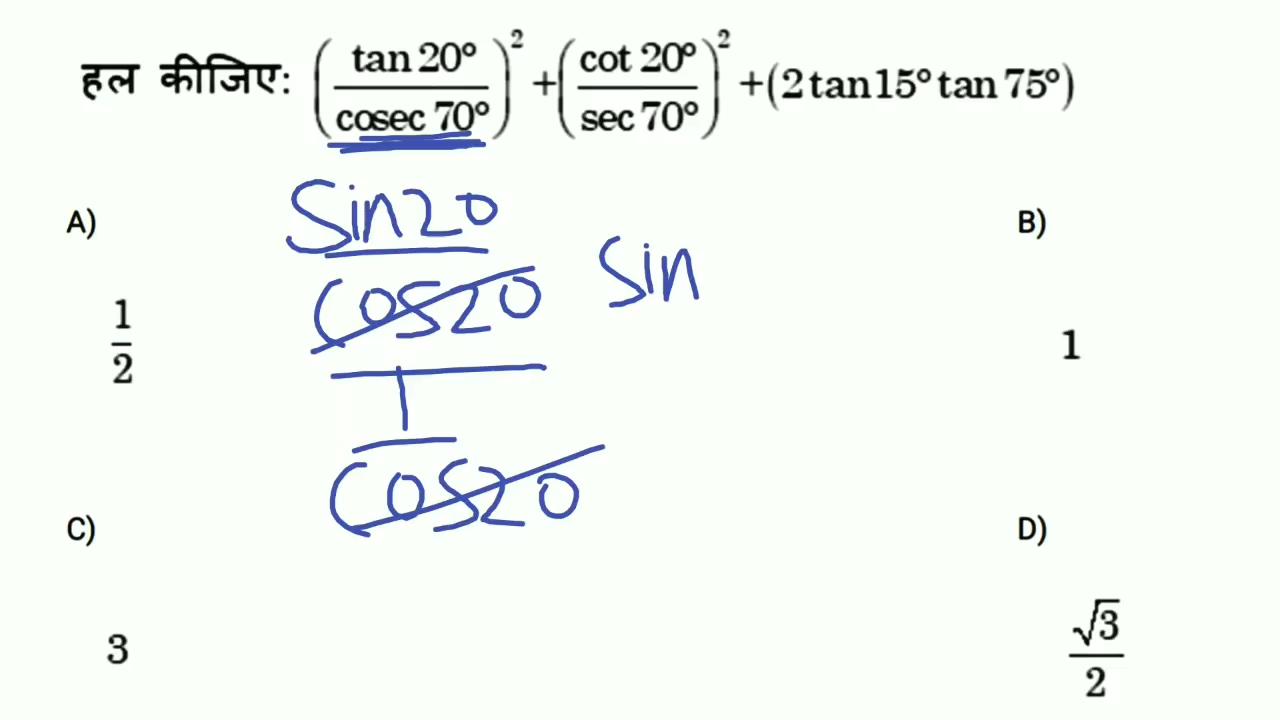 हल कीजिए: (tan 20° / cosec 70°)² + (cot 20° / sec 70°)² + (2 tan 15° tan 75°)
A) 1/2
B) 1
C) 3
D) √3/2
Sin20
Cos20
Sin
1
Cos20